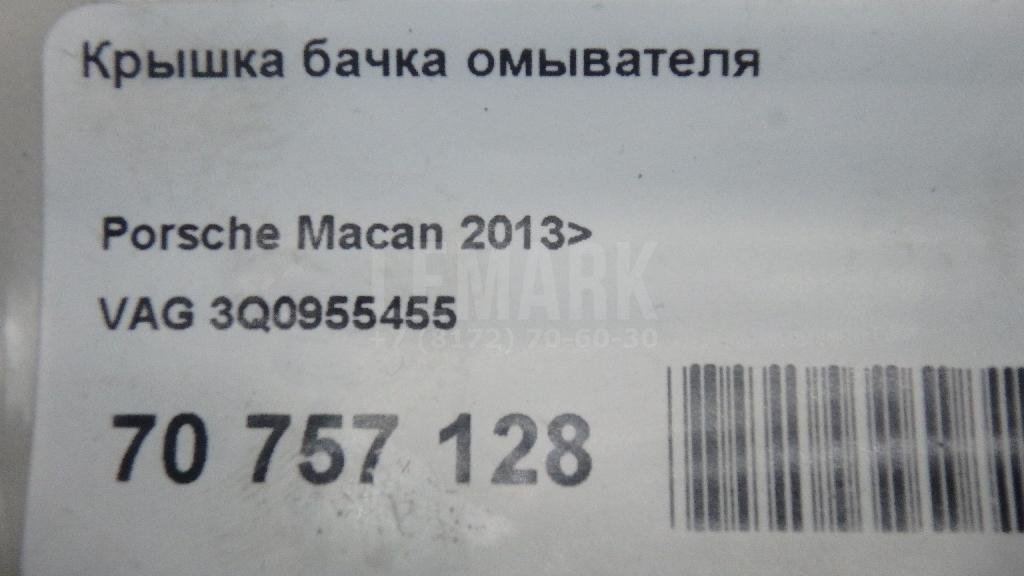 Крышка бачка омывателя
Porsche Macan 2013>
LEMARK
VAG 3Q0955455
+7 (8172) 70-60-30
70 757 128